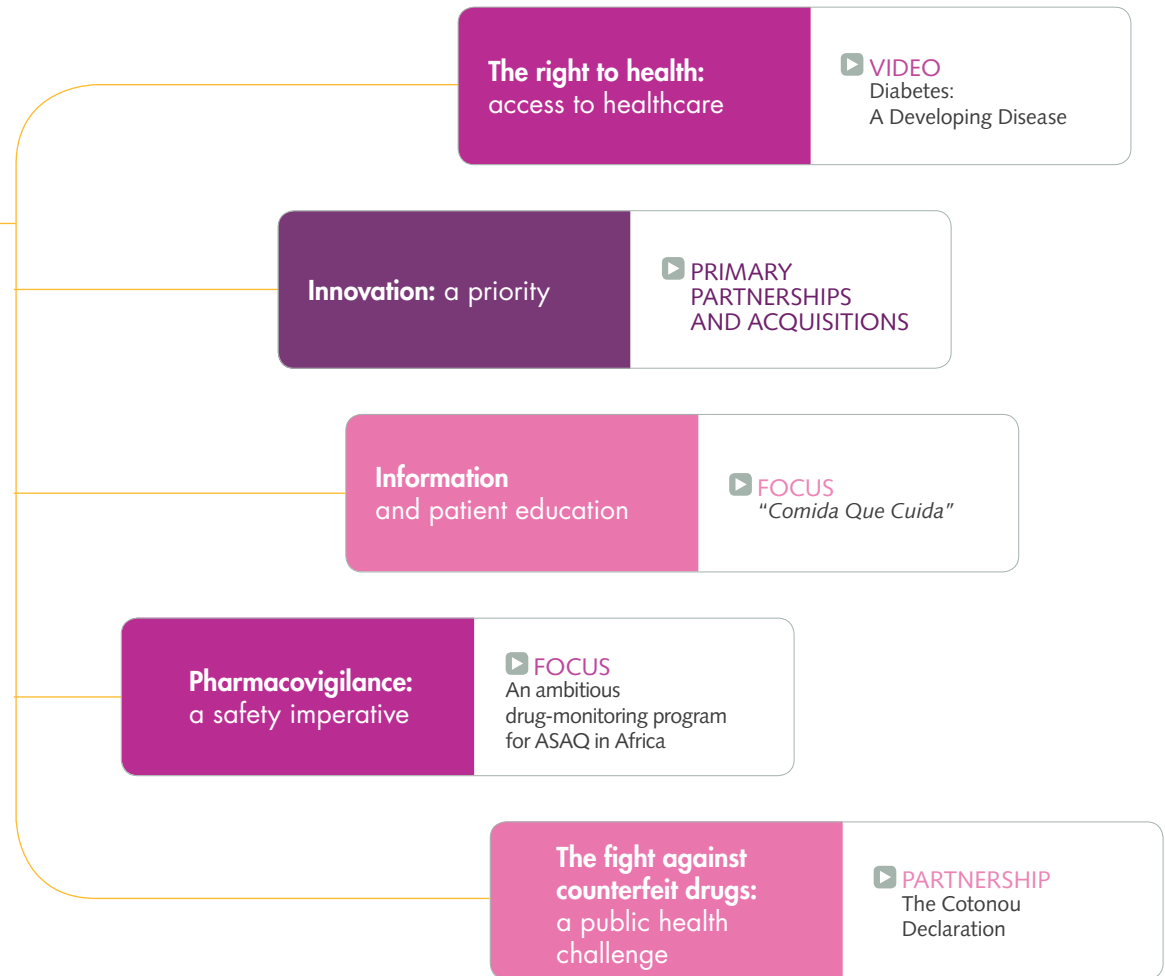 The right to health:
access to healthcare
VIDEO
Diabetes:
A Developing Disease
Innovation: a priority
PRIMARY
PARTNERSHIPS
AND ACQUISITIONS
Information
and patient education
FOCUS
“Comida Que Cuida”
Pharmacovigilance:
a safety imperative
FOCUS
An ambitious
drug-monitoring program
for ASAQ in Africa
The fight against
counterfeit drugs:
a public health
challenge
PARTNERSHIP
The Cotonou
Declaration